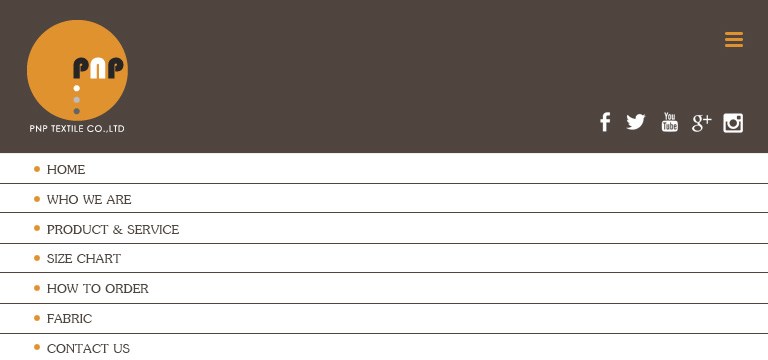 PNP
PNP TEXTILE CO.,LTD
You
Tube
g+
HOME
WHO WE ARE
PRODUCT & SERVICE
SIZE CHART
HOW TO ORDER
FABRIC
CONTACT US